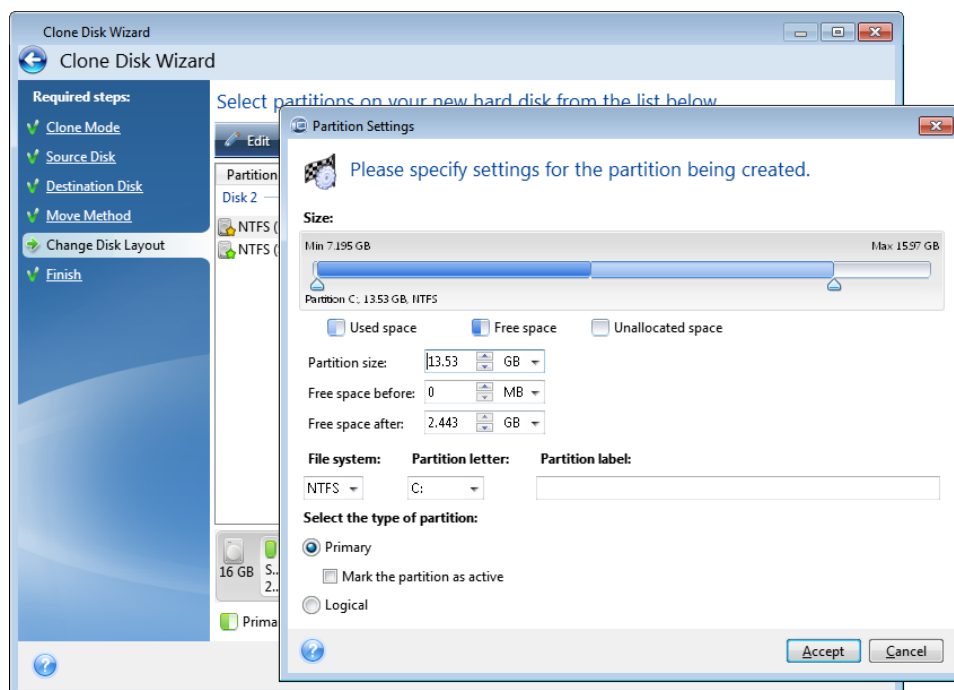 Clone Disk Wizard
Clone Disk Wizard
Required steps:
Clone Mode
Source Disk
Destination Disk
Move Method
Change Disk Layout
Finish
Select partitions on your new hard disk from the list below
Edit
Partition
Disk 2
NTFS (
NTFS (
16 GB S..
2..
Prima
Partition Settings
Please specify settings for the partition being created.
Size:
Min 7.195 GB Max 15.97 GB
Partition C:, 13.53 GB, NTFS
Used space Free space Unallocated space
Partition size: 13.53 GB
Free space before: 0 MB
Free space after: 2.443 GB
File system: Partition letter: Partition label:
NTFS C:
Select the type of partition:
Primary
Mark the partition as active
Logical
Accept Cancel